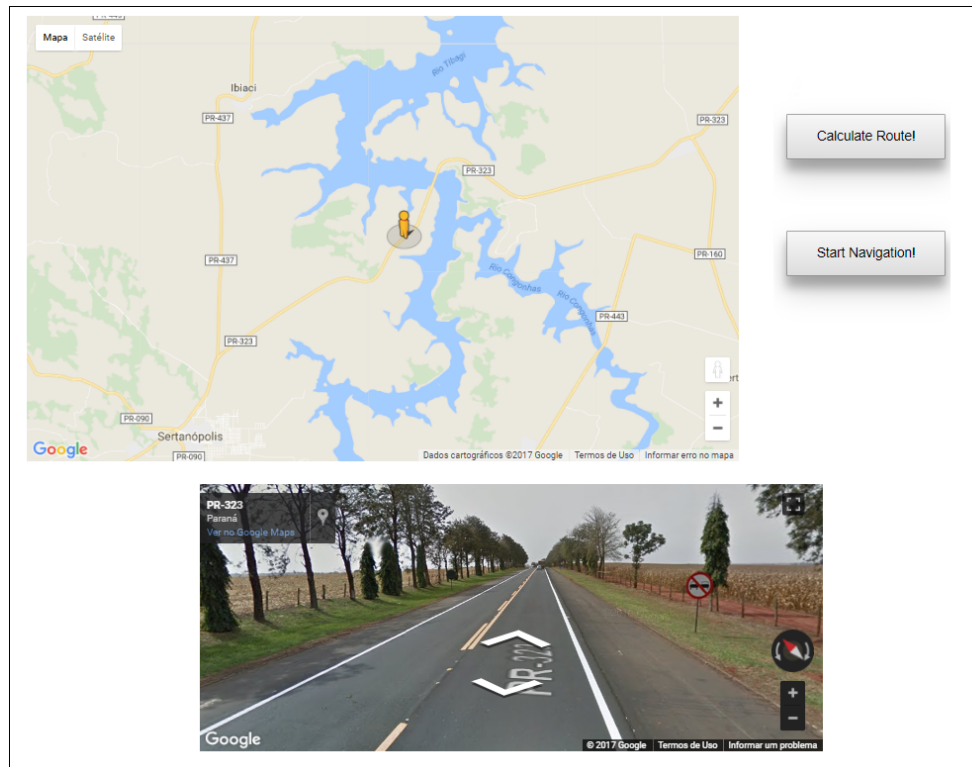 PR-443
Mapa Satélite
Rio Tibagi
Ibiaci
PR-437
PR-323
PR-323
PR-437
PR-160
Rio Congonhas
Rio Congonhas
PR-443
PR-323
PR-090
Sertanópolis
PR-090
Google
Dados cartográficos ©2017 Google Termos de Uso Informar erro no mapa
Calculate Route!
Start Navigation!
PR-323
Paraná
Ver no Google Maps
PR-323
Google
© 2017 Google Termos de Uso Informar um problema